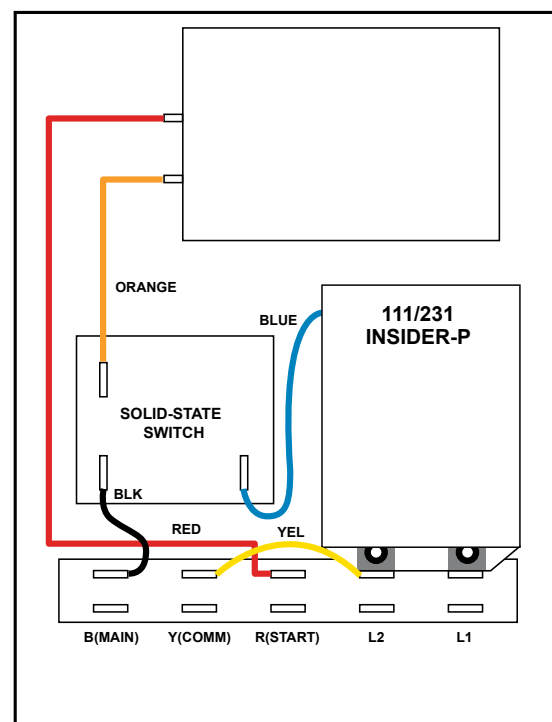 ORANGE
BLUE
111/231
INSIDER-P
SOLID-STATE
SWITCH
BLK
RED
YEL
B(MAIN)
Y(COMM)
R(START)
L2
L1